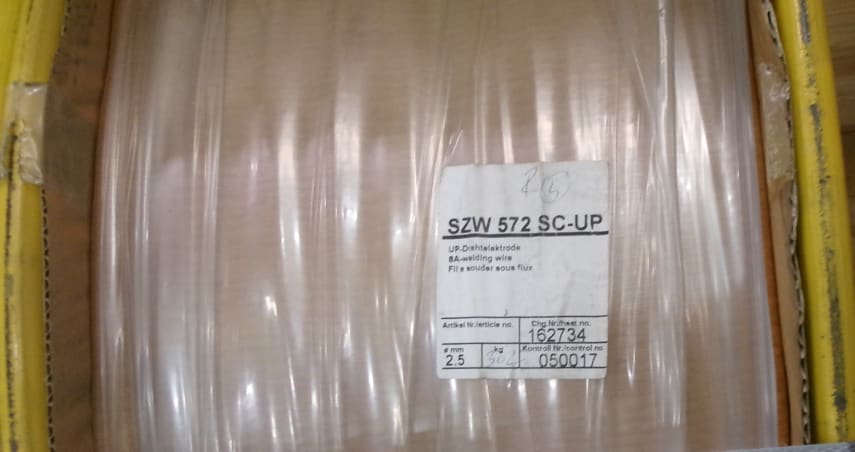 SZW 572 SC-UP
UP-Drahtelektrode
SA-welding wire
Fil a souder sous flux
Artikel Nr./article no. Chg.Nr./heat no.
162734
ø mm kg Kontroll Nr./control no.
2.5 050017